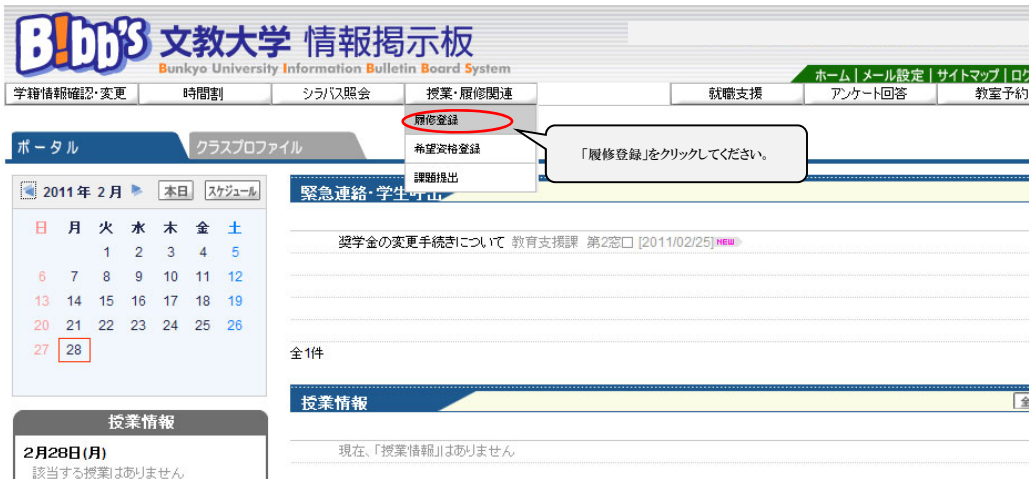 B!bb's 文教大学 情報掲示板
Bunkyo University Information Bulletin Board System
ホーム | メール設定 | サイトマップ | ログ
学籍情報確認・変更 時間割 シラバス照会 授業・履修関連 就職支援 アンケート回答 教室予約
履修登録
希望資格登録
課題提出
「履修登録」をクリックしてください。
ポータル クラスプロファイル
2011年 2月 本日 スケジュール
日 月 火 水 木 金 土
1 2 3 4 5
6 7 8 9 10 11 12
13 14 15 16 17 18 19
20 21 22 23 24 25 26
27 28
緊急連絡・学生呼出
奨学金の変更手続きについて 教育支援課 第2窓口 [2011/02/25] NEW
全1件
授業情報 全
現在、「授業情報」はありません
授業情報
2月28日(月)
該当する授業はありません